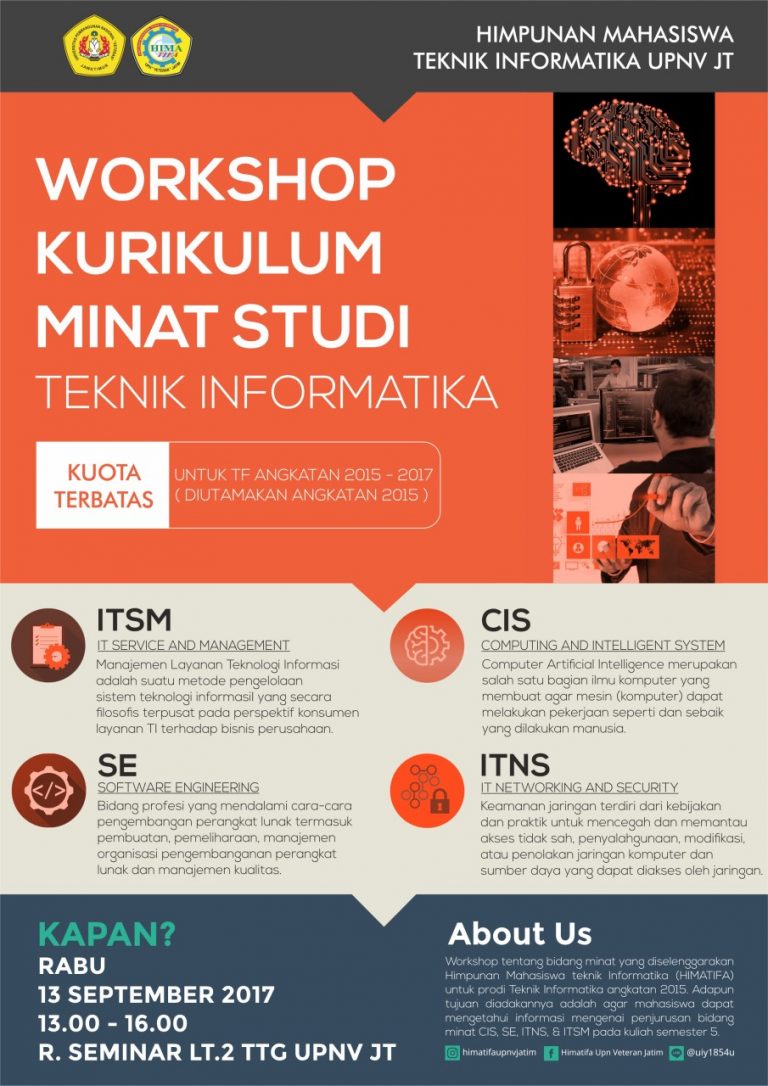 HIMPUNAN MAHASISWA
TEKNIK INFORMATIKA UPNV JT
HIMA
TIFA
JAWA TIMUR
WORKSHOP
KURIKULUM
MINAT STUDI
TEKNIK INFORMATIKA
KUOTA
TERBATAS
UNTUK TF ANGKATAN 2015 - 2017
( DIUTAMAKAN ANGKATAN 2015 )
ITSM
IT SERVICE AND MANAGEMENT
Manajemen Layanan Teknologi Informasi
adalah suatu metode pengelolaan
sistem teknologi informasil yang secara
filosofis terpusat pada perspektif konsumen
layanan TI terhadap bisnis perusahaan.
CIS
COMPUTING AND INTELLIGENT SYSTEM
Computer Artificial Intelligence merupakan
salah satu bagian ilmu komputer yang
membuat agar mesin (komputer) dapat
melakukan pekerjaan seperti dan sebaik
yang dilakukan manusia.
SE
SOFTWARE ENGINEERING
Bidang profesi yang mendalami cara-cara
pengembangan perangkat lunak termasuk
pembuatan, pemeliharaan, manajemen
organisasi pengembanganan perangkat
lunak dan manajemen kualitas.
ITNS
IT NETWORKING AND SECURITY
Keamanan jaringan terdiri dari kebijakan
dan praktik untuk mencegah dan memantau
akses tidak sah, penyalahgunaan, modifikasi,
atau penolakan jaringan komputer dan
sumber daya yang dapat diakses oleh jaringan.
KAPAN?
RABU
13 SEPTEMBER 2017
13.00 - 16.00
R. SEMINAR LT.2 TTG UPNV JT
About Us
Workshop tentang bidang minat yang diselenggarakan
Himpunan Mahasiswa teknik Informatika (HIMATIFA)
untuk prodi Teknik Informatika angkatan 2015. Adapun
tujuan diadakannya adalah agar mahasiswa dapat
mengetahui informasi mengenai penjurusan bidang
minat CIS, SE, ITNS, & ITSM pada kuliah semester 5.
himatifaupnvjatim
Himatifa Upn Veteran Jatim
@uiy1854u